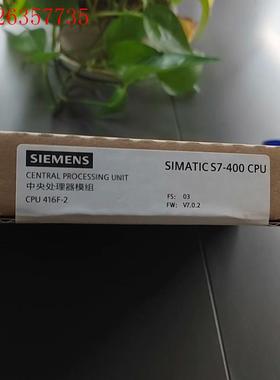 26357735
SIEMENS
SIMATIC S7-400 CPU
CENTRAL PROCESSING UNIT
中央处理器模组
CPU 416F-2
FS: 03
FW: V7.0.2